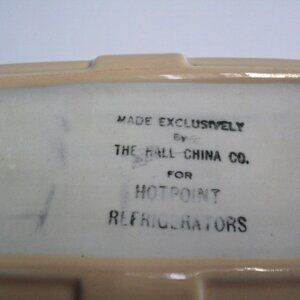 MADE EXCLUSIVELY
BY
THE HALL CHINA CO.
FOR
HOTPOINT
REFRIGERATORS